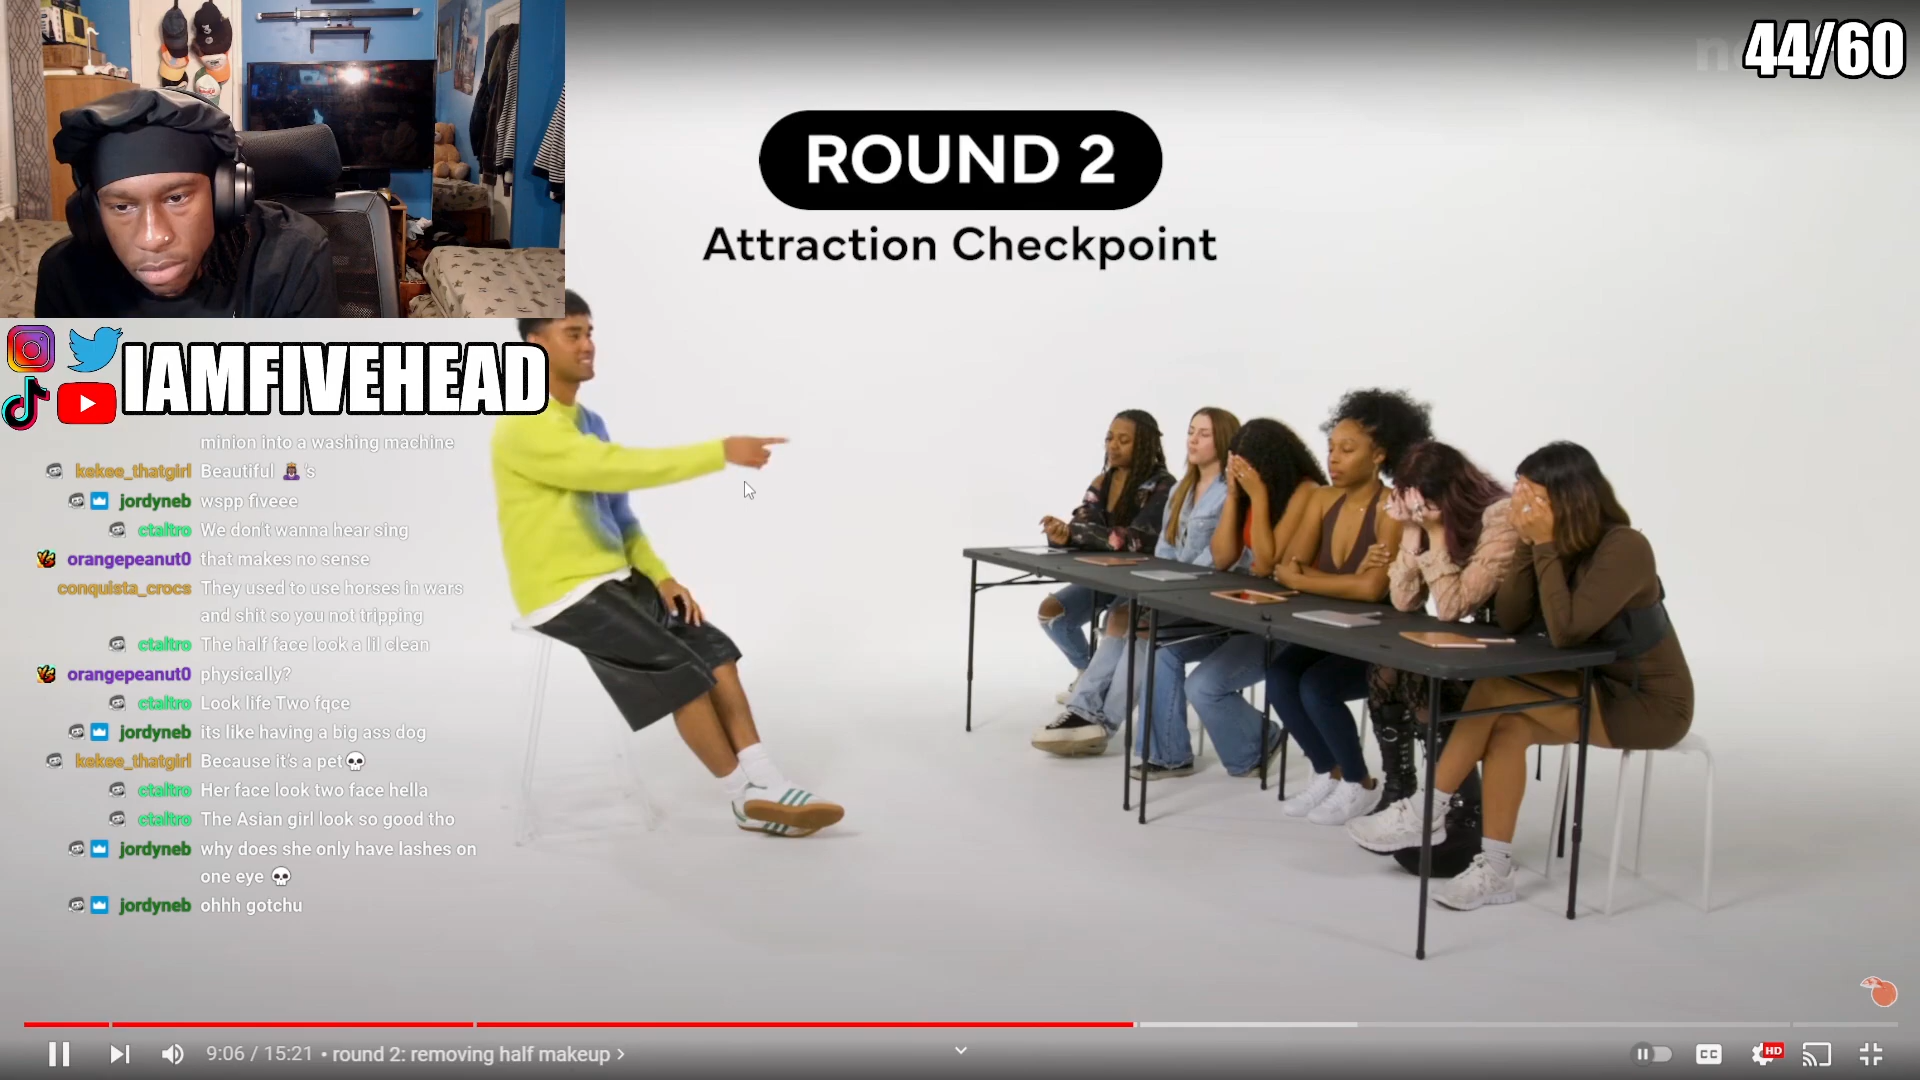 44/60
ROUND 2
Attraction Checkpoint
IAMFIVEHEAD
minion into a washing machine
kekee_thatgirl Beautiful 's
jordyneb wspp fiveee
ctaltro We don't wanna hear sing
orangepeanut0 that makes no sense
conquista_crocs They used to use horses in wars
and shit so you not tripping
ctaltro The half face look a lil clean
orangepeanut0 physically?
ctaltro Look life Two fqce
jordyneb its like having a big ass dog
kekee_thatgirl Because it's a pet💀
ctaltro Her face look two face hella
ctaltro The Asian girl look so good tho
jordyneb why does she only have lashes on
one eye 💀
jordyneb ohhh gotchu
9:06 / 15:21 • round 2: removing half makeup >
CC
HD